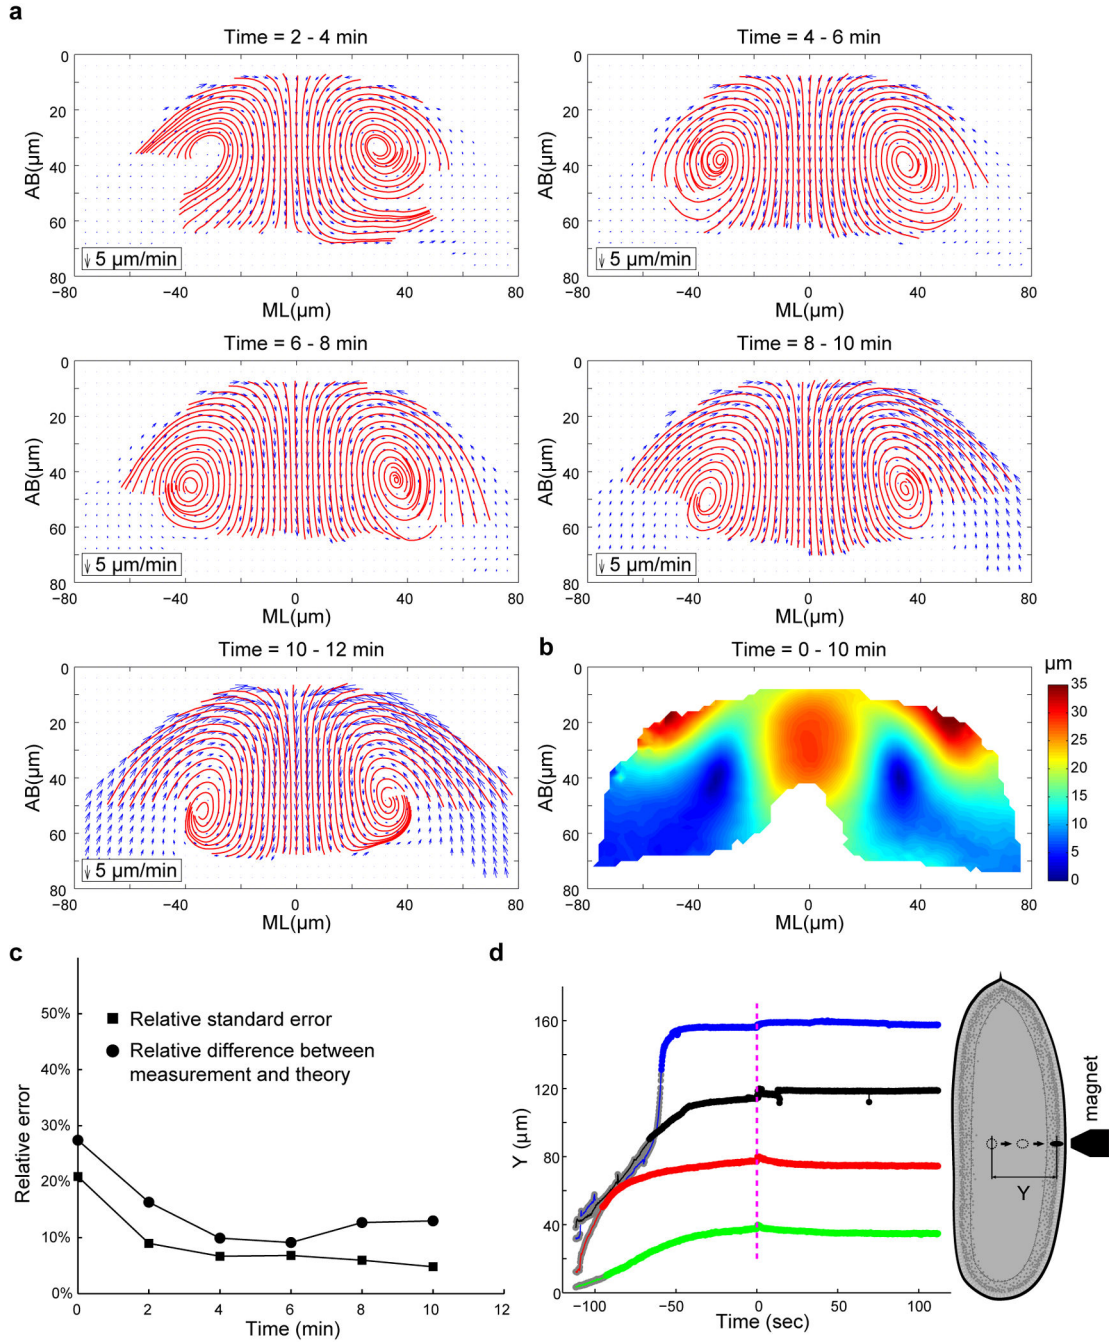 a
Time = 2 - 4 min
0
20
40
60
80
AB(µm)
5 µm/min
−80
−40
0
40
80
ML(µm)
Time = 4 - 6 min
0
20
40
60
80
AB(µm)
5 µm/min
−80
−40
0
40
80
ML(µm)
Time = 6 - 8 min
0
20
40
60
80
AB(µm)
5 µm/min
−80
−40
0
40
80
ML(µm)
Time = 8 - 10 min
0
20
40
60
80
AB(µm)
5 µm/min
−80
−40
0
40
80
ML(µm)
Time = 10 - 12 min
0
20
40
60
80
AB(µm)
5 µm/min
−80
−40
0
40
80
ML(µm)
b
Time = 0 - 10 min
0
20
40
60
80
AB(µm)
−80
−40
0
40
80
ML(µm)
µm
35
30
25
20
15
10
5
0
c
50%
40%
30%
20%
10%
0%
Relative error
Relative standard error
Relative difference between
measurement and theory
0
2
4
6
8
10
12
Time (min)
d
160
120
80
40
0
Y (µm)
−100
−50
0
50
100
Time (sec)
Y
magnet